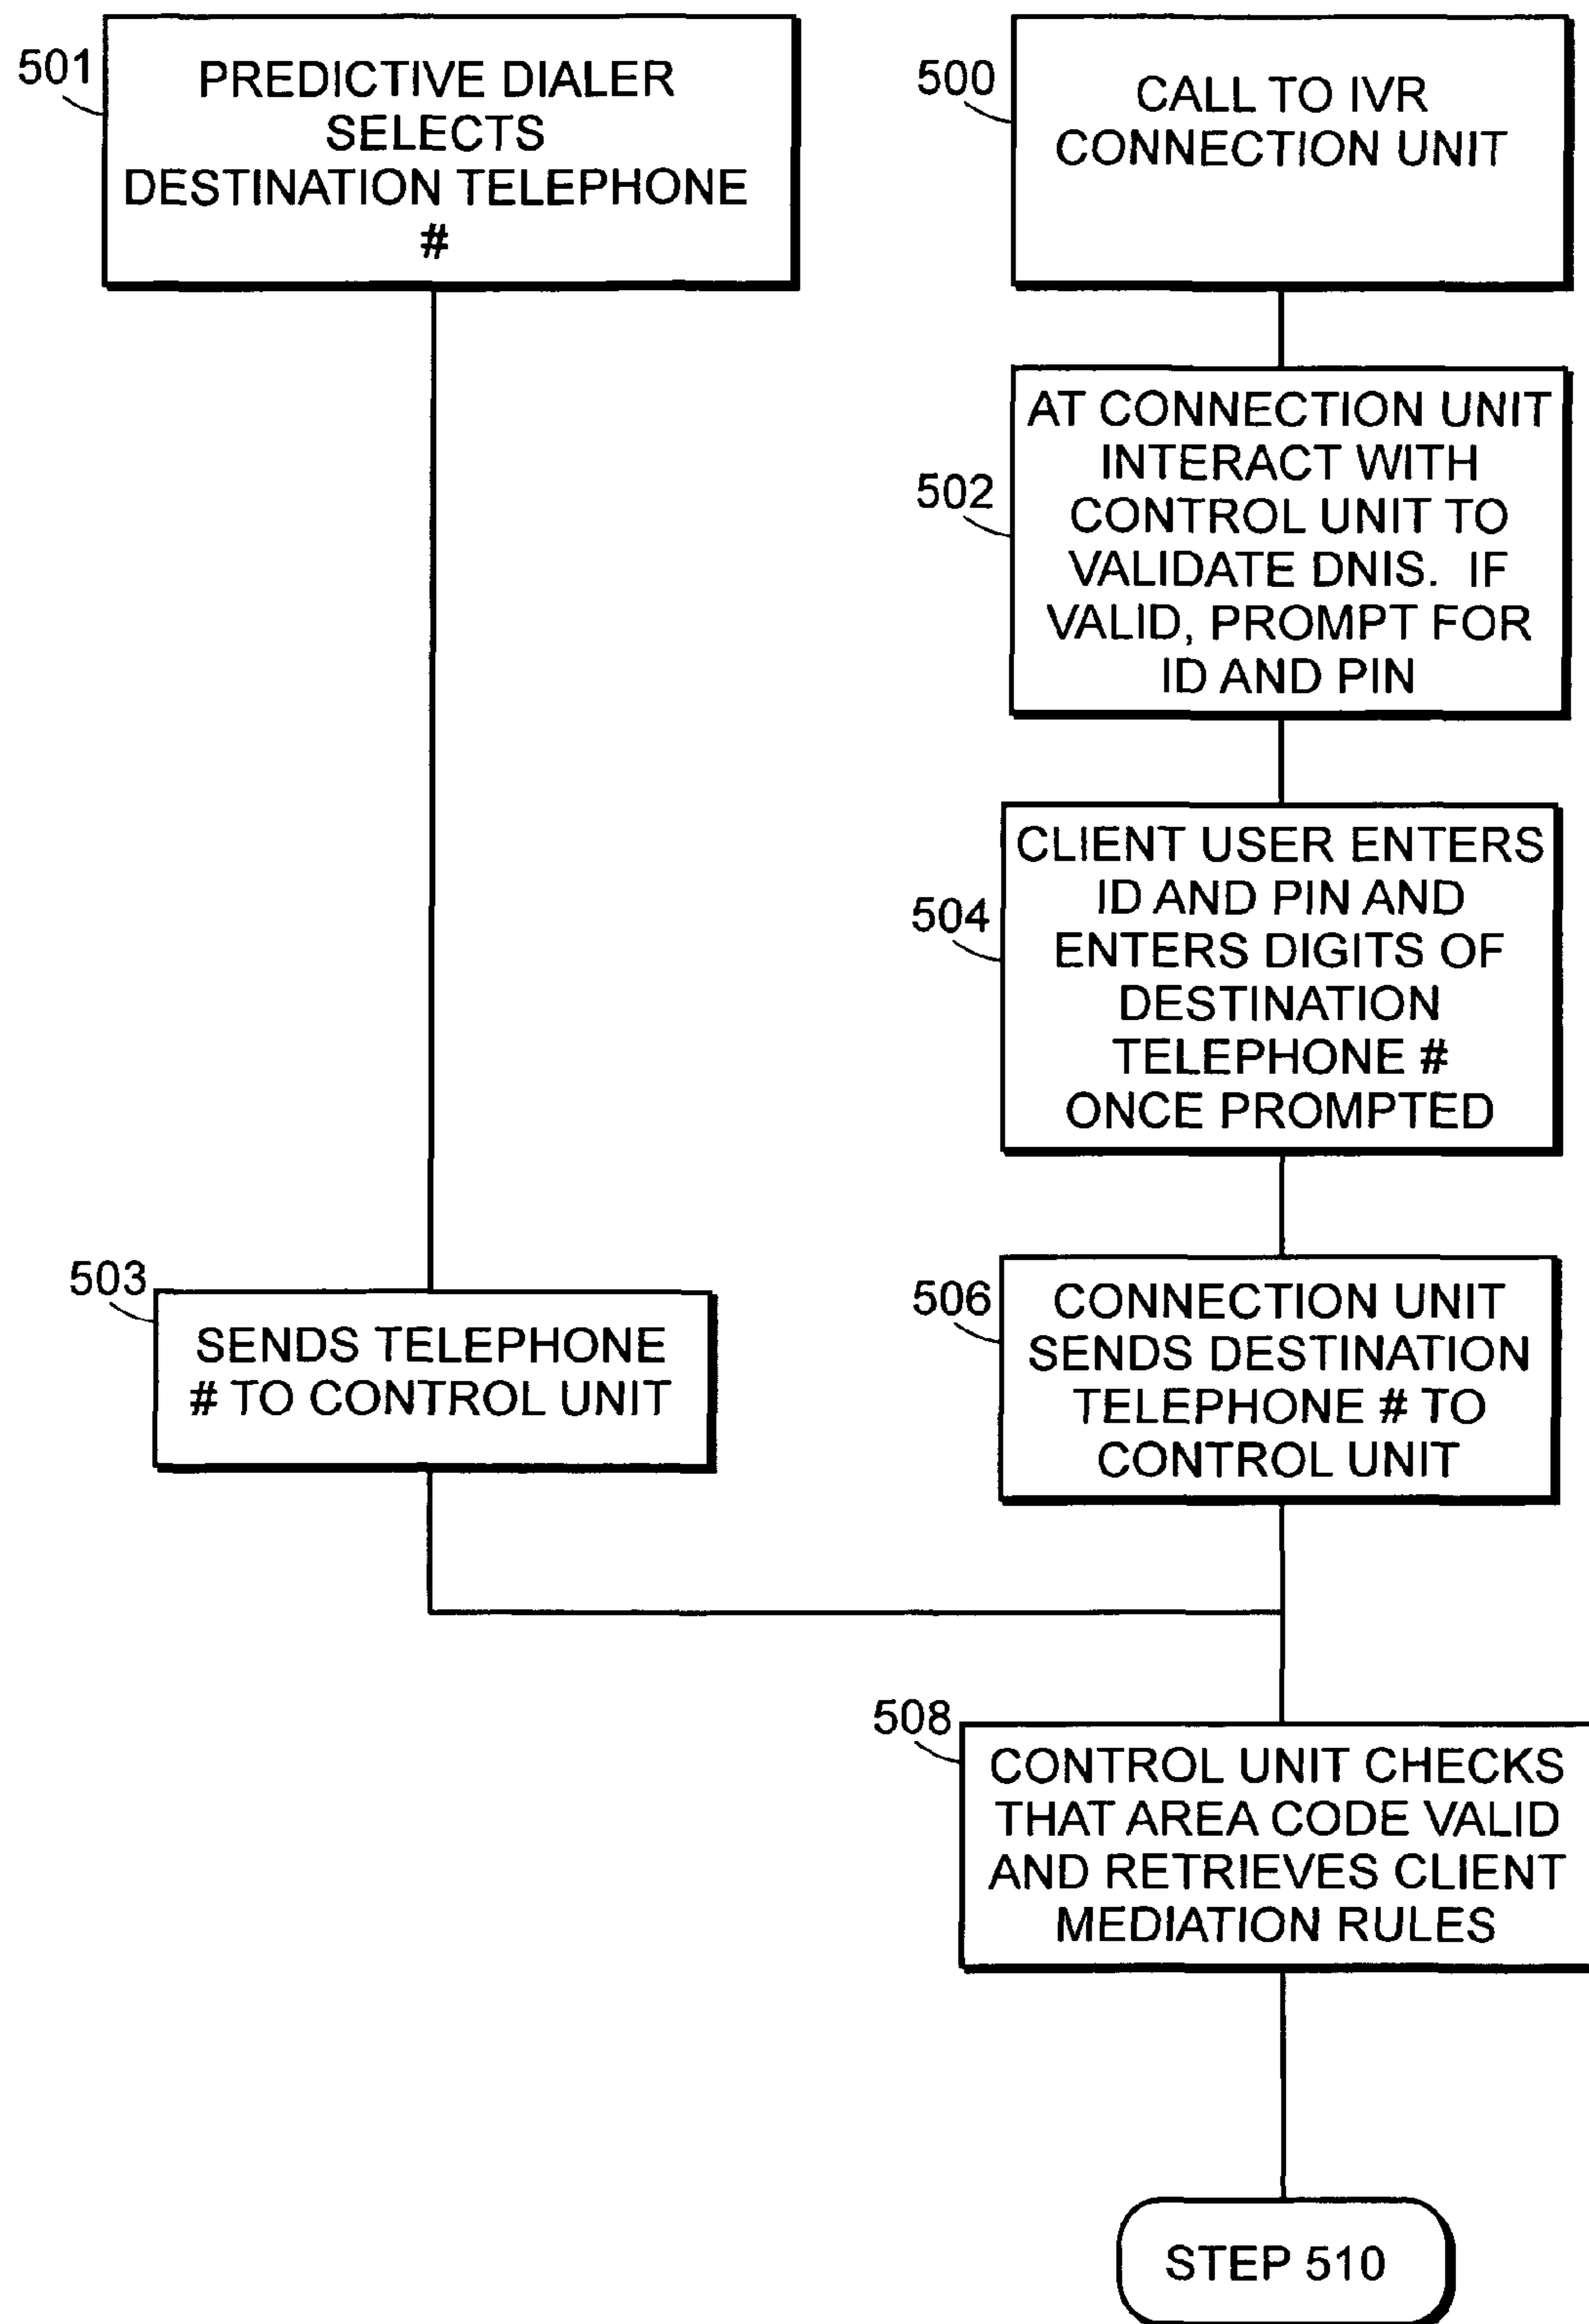 501
PREDICTIVE DIALER
SELECTS
DESTINATION TELEPHONE
#
500
CALL TO IVR
CONNECTION UNIT
502
AT CONNECTION UNIT
INTERACT WITH
CONTROL UNIT TO
VALIDATE DNIS. IF
VALID, PROMPT FOR
ID AND PIN
504
CLIENT USER ENTERS
ID AND PIN AND
ENTERS DIGITS OF
DESTINATION
TELEPHONE #
ONCE PROMPTED
503
SENDS TELEPHONE
# TO CONTROL UNIT
506
CONNECTION UNIT
SENDS DESTINATION
TELEPHONE # TO
CONTROL UNIT
508
CONTROL UNIT CHECKS
THAT AREA CODE VALID
AND RETRIEVES CLIENT
MEDIATION RULES
STEP 510